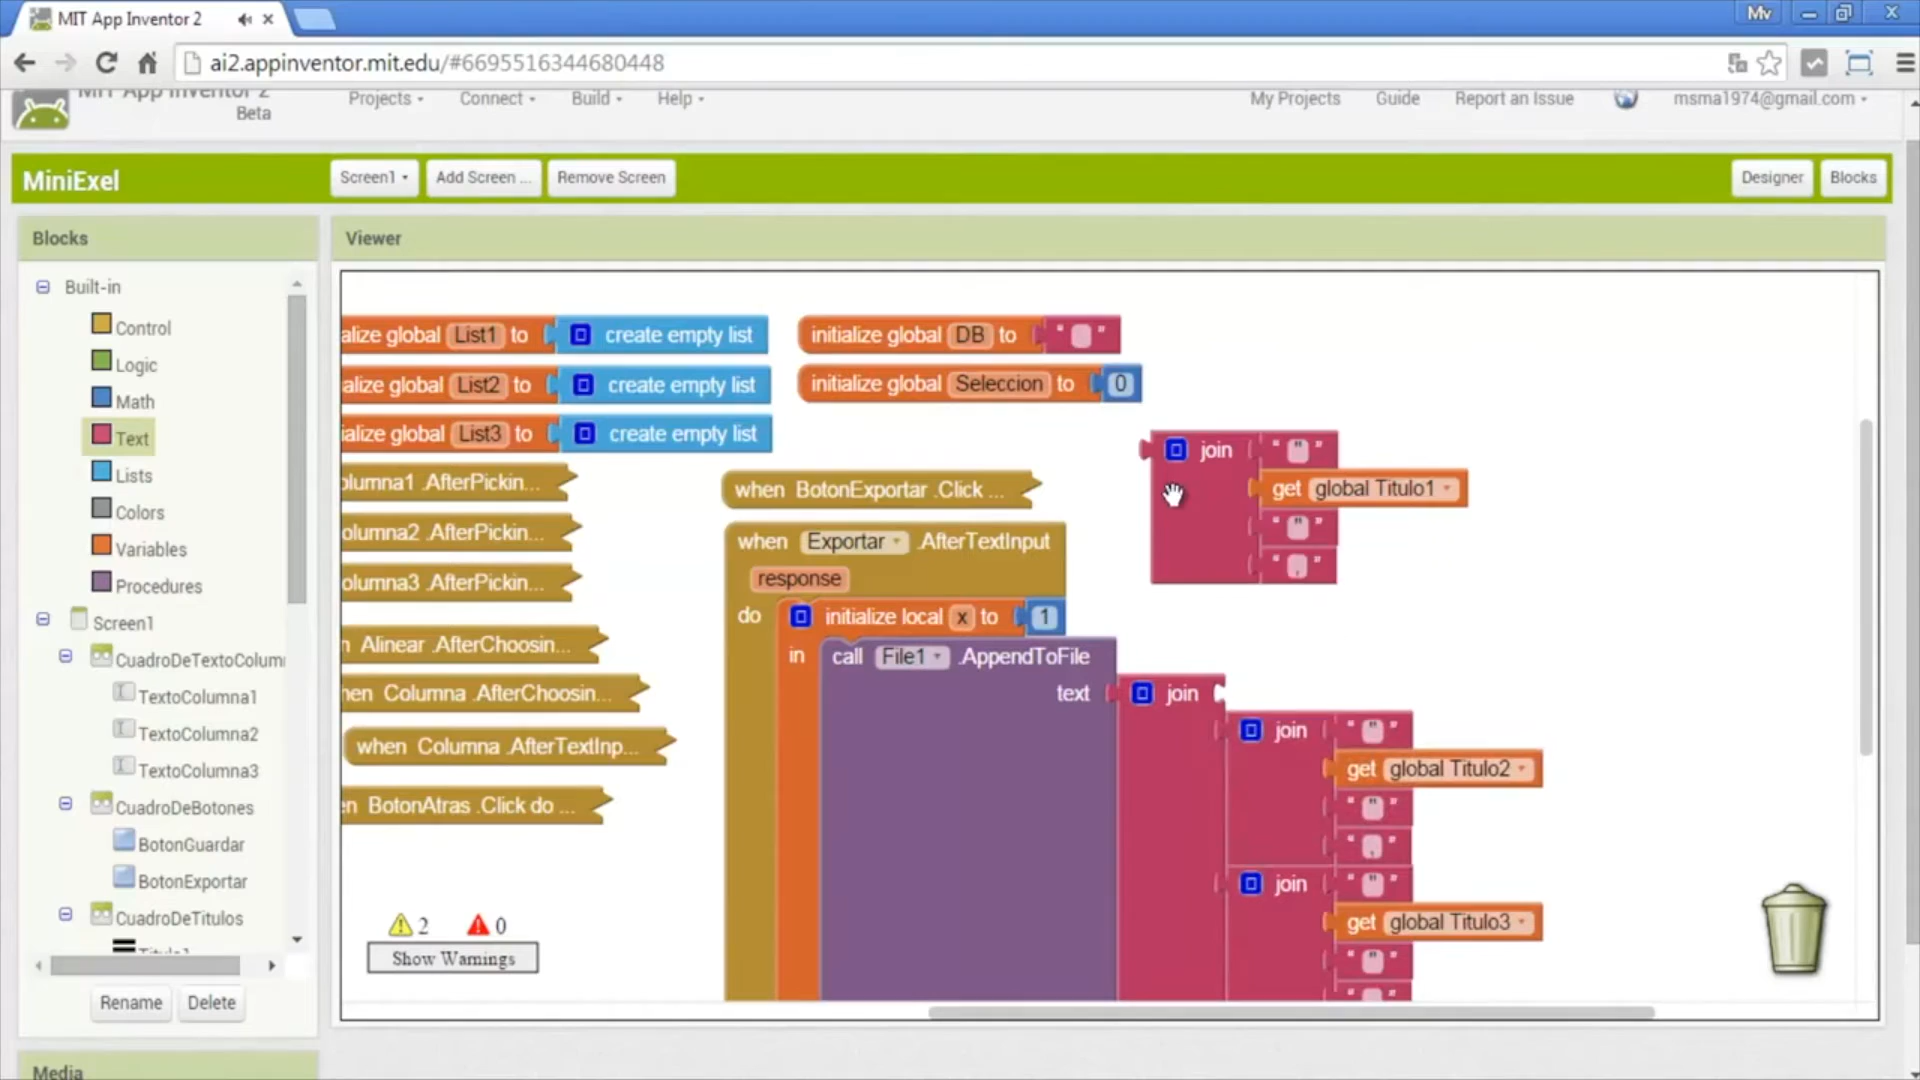 MIT App Inventor 2
Mv
ai2.appinventor.mit.edu/#6695516344680448
MIT App Inventor 2
Beta
Projects
Connect
Build
Help
My Projects
Guide
Report an Issue
msma1974@gmail.com
MiniExel
Screen1
Add Screen ...
Remove Screen
Designer
Blocks
Blocks
Built-in
Control
Logic
Math
Text
Lists
Colors
Variables
Procedures
Screen1
CuadroDeTextoColum
TextoColumna1
TextoColumna2
TextoColumna3
CuadroDeBotones
BotonGuardar
BotonExportar
CuadroDeTitulos
Rename
Delete
Media
Viewer
alize global List1 to create empty list
alize global List2 to create empty list
ialize global List3 to create empty list
initialize global DB to " "
initialize global Seleccion to 0
olumna1 .AfterPickin...
olumna2 .AfterPickin...
olumna3 .AfterPickin...
n Alinear .AfterChoosin...
hen Columna .AfterChoosin...
when Columna .AfterTextInp...
en BotonAtras .Click do ...
when BotonExportar .Click ...
when Exportar .AfterTextInput
response
do initialize local x to 1
in call File1 .AppendToFile
text join
join " " "
get global Titulo1
" " "
" , "
join " " "
get global Titulo2
" " "
" , "
join " " "
get global Titulo3
" " "
2 0
Show Warnings